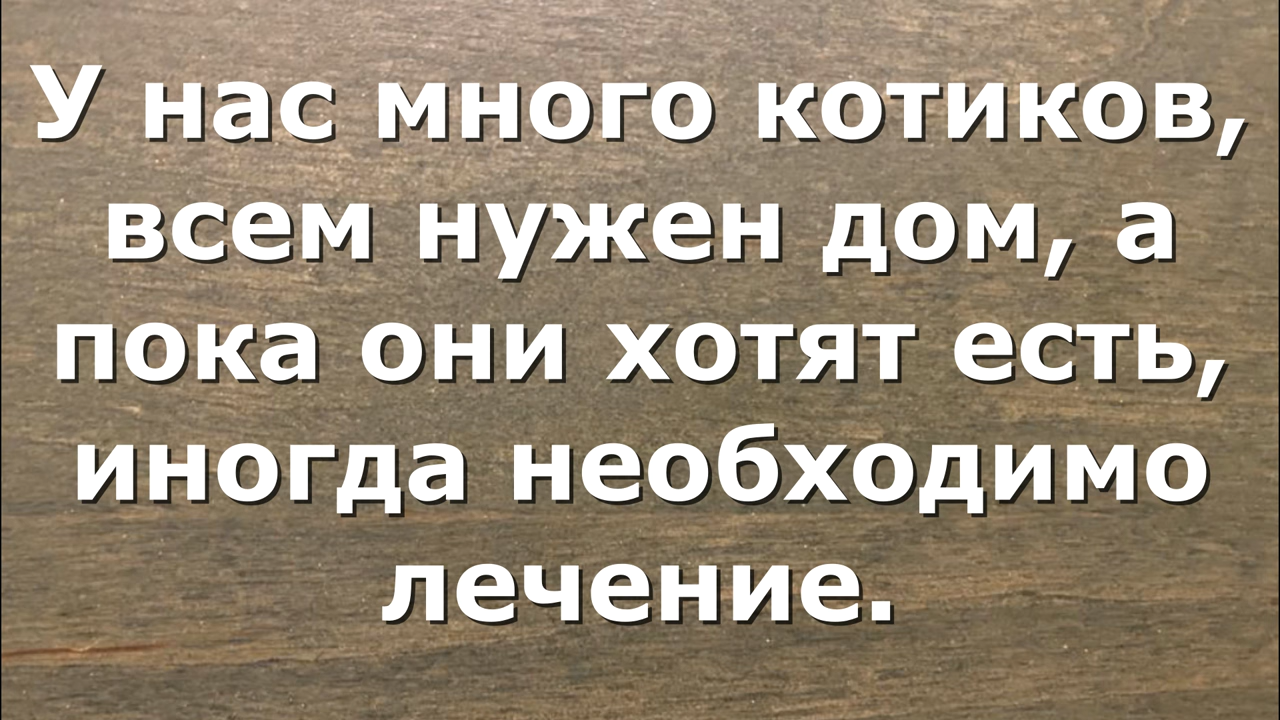 У нас много котиков,
всем нужен дом, а
пока они хотят есть,
иногда необходимо
лечение.